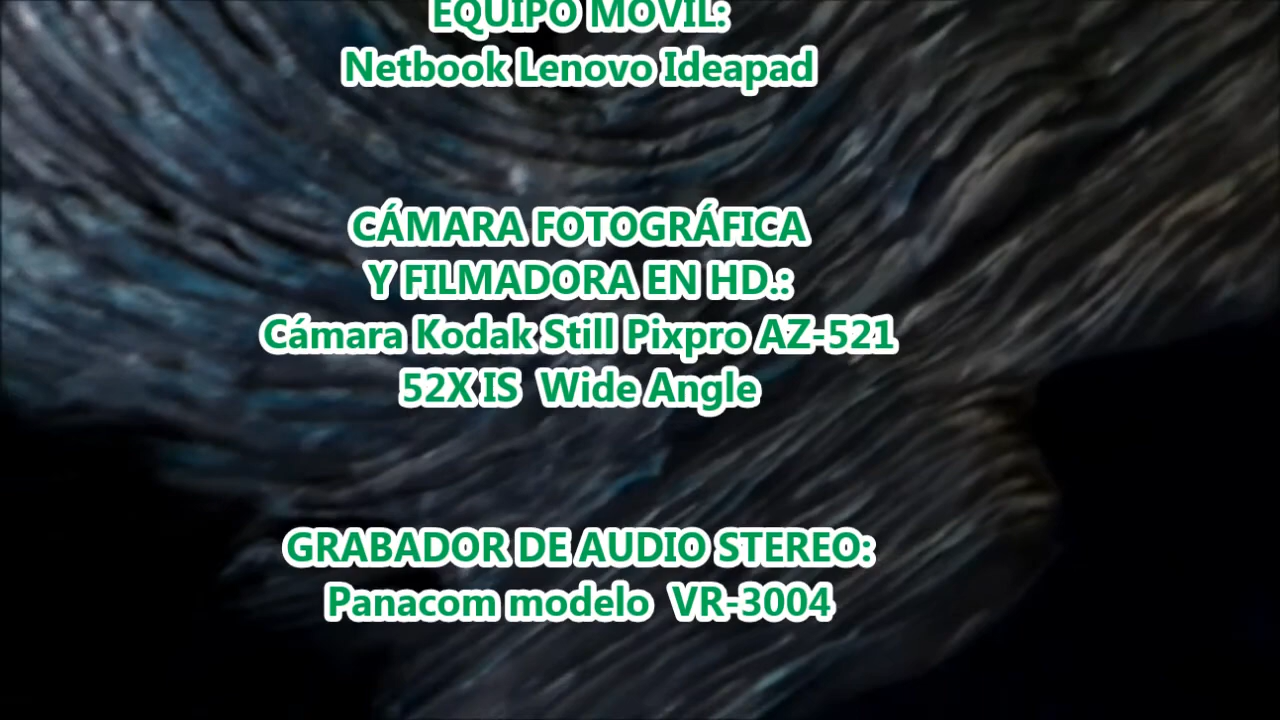 EQUIPO MÓVIL:
Netbook Lenovo Ideapad
CÁMARA FOTOGRÁFICA
Y FILMADORA EN HD.:
Cámara Kodak Still Pixpro AZ-521
52X IS  Wide Angle
GRABADOR DE AUDIO STEREO:
Panacom modelo  VR-3004